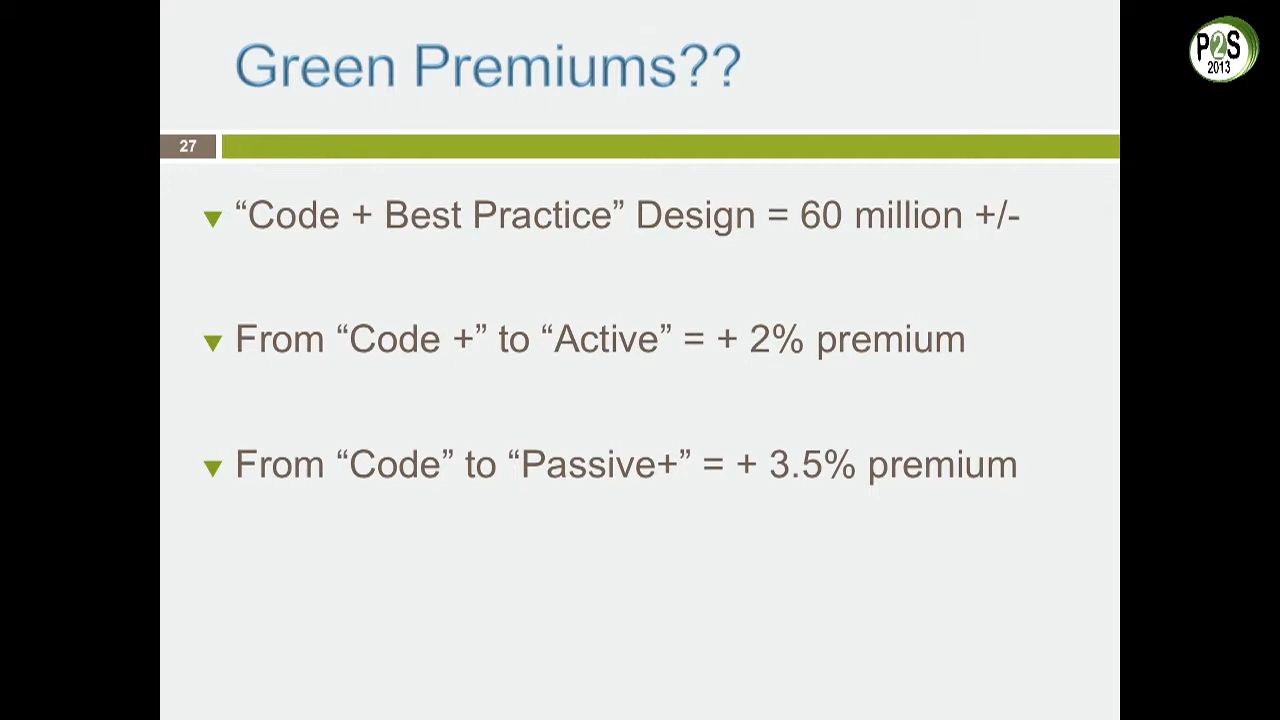 Green Premiums??
P2S
2013
27
“Code + Best Practice” Design = 60 million +/-
From “Code +” to “Active” = + 2% premium
From “Code” to “Passive+” = + 3.5% premium